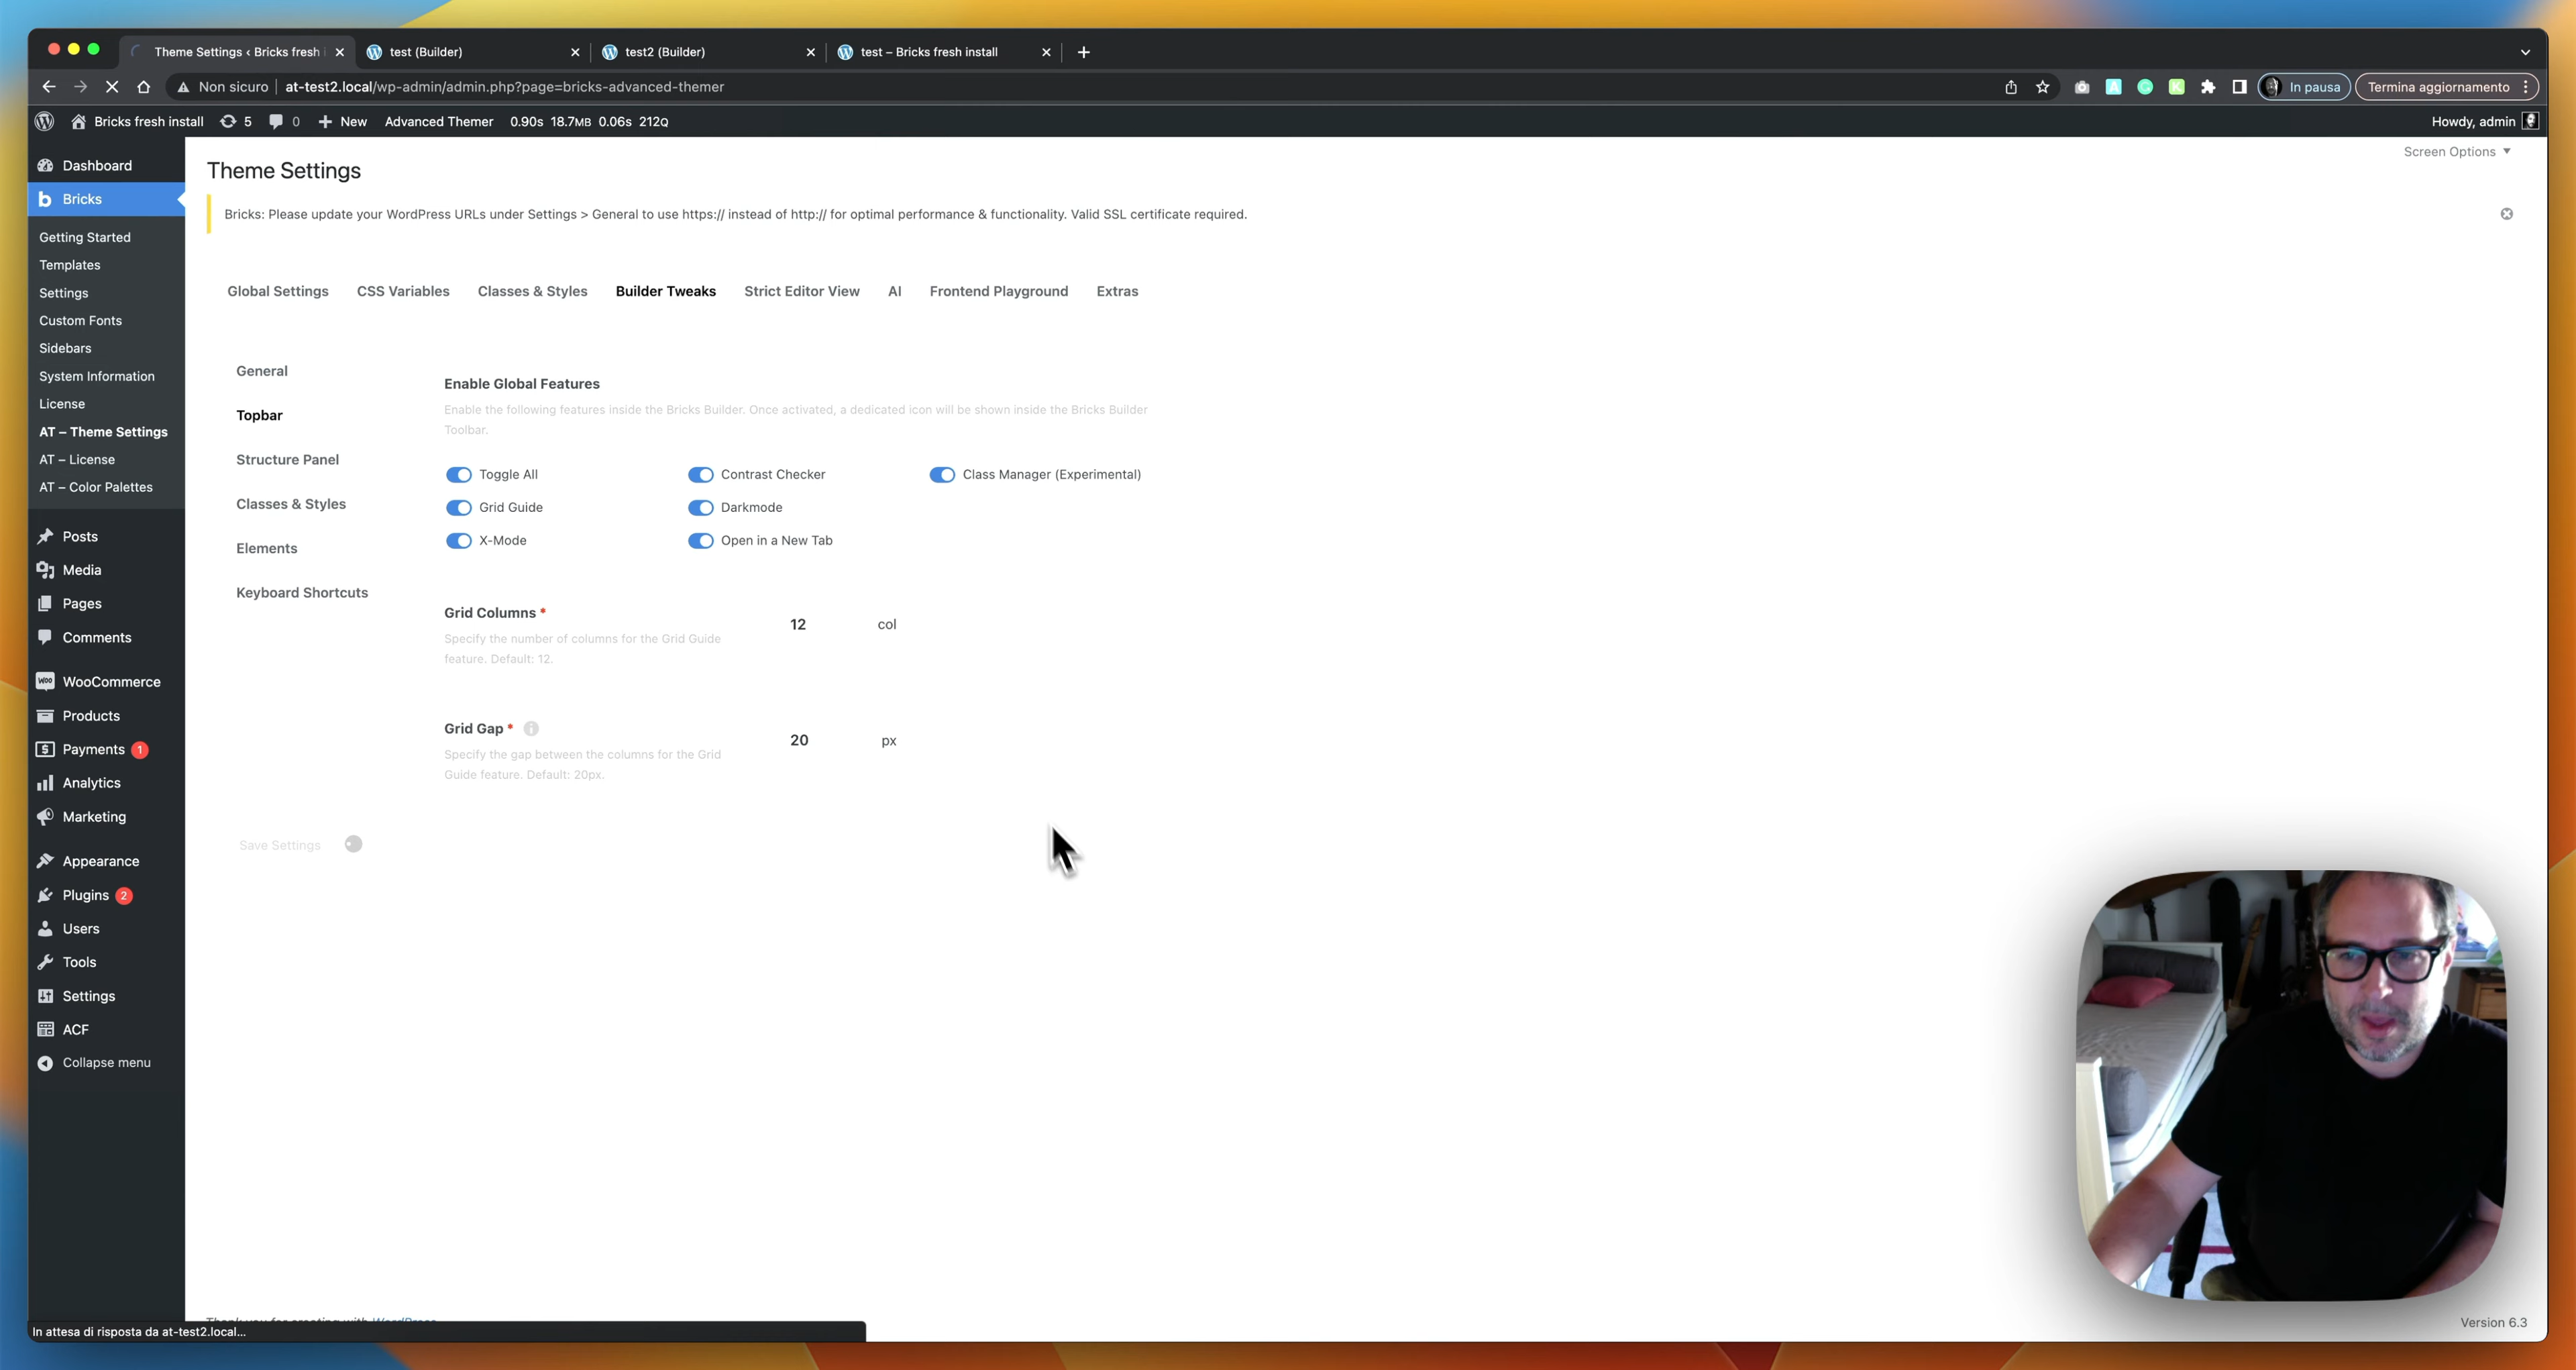 Theme Settings ‹ Bricks fresh i
test (Builder)
test2 (Builder)
test – Bricks fresh install
Non sicuro
at-test2.local/wp-admin/admin.php?page=bricks-advanced-themer
In pausa
Termina aggiornamento
Bricks fresh install
5
0
New
Advanced Themer
0.90s 18.7MB 0.06s 212Q
Howdy, admin
Dashboard
Bricks
Getting Started
Templates
Settings
Custom Fonts
Sidebars
System Information
License
AT – Theme Settings
AT – License
AT – Color Palettes
Posts
Media
Pages
Comments
WooCommerce
Products
Payments 1
Analytics
Marketing
Appearance
Plugins 2
Users
Tools
Settings
ACF
Collapse menu
Screen Options
Theme Settings
Bricks: Please update your WordPress URLs under Settings > General to use https:// instead of http:// for optimal performance & functionality. Valid SSL certificate required.
Global Settings
CSS Variables
Classes & Styles
Builder Tweaks
Strict Editor View
AI
Frontend Playground
Extras
General
Topbar
Structure Panel
Classes & Styles
Elements
Keyboard Shortcuts
Enable Global Features
Enable the following features inside the Bricks Builder. Once activated, a dedicated icon will be shown inside the Bricks Builder
Toolbar.
Toggle All
Contrast Checker
Class Manager (Experimental)
Grid Guide
Darkmode
X-Mode
Open in a New Tab
Grid Columns *
Specify the number of columns for the Grid Guide
feature. Default: 12.
12
col
Grid Gap *
Specify the gap between the columns for the Grid
Guide feature. Default: 20px.
20
px
Save Settings
In attesa di risposta da at-test2.local...
Version 6.3